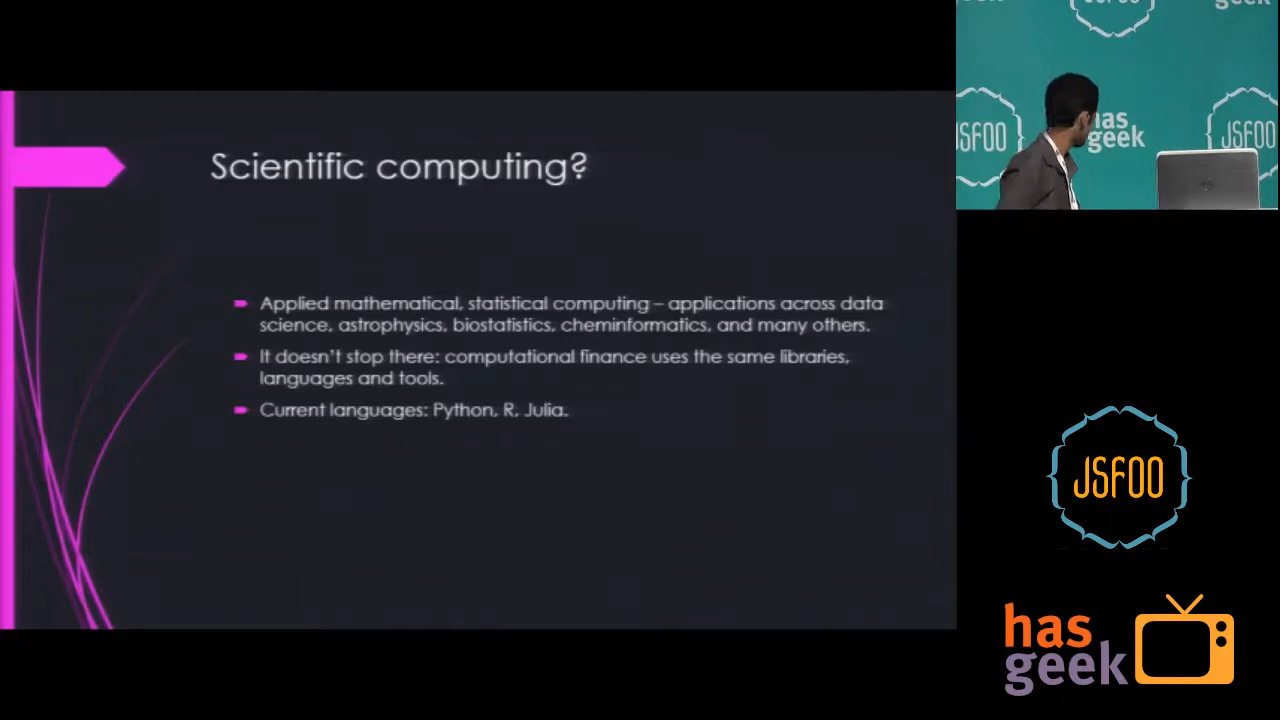 Scientific computing?
Applied mathematical, statistical computing – applications across data
science, astrophysics, biostatistics, cheminformatics, and many others.
It doesn't stop there: computational finance uses the same libraries,
languages and tools.
Current languages: Python, R, Julia.
geek
JSFOO
has
geek
JSFOO
JSFOO
has
geek